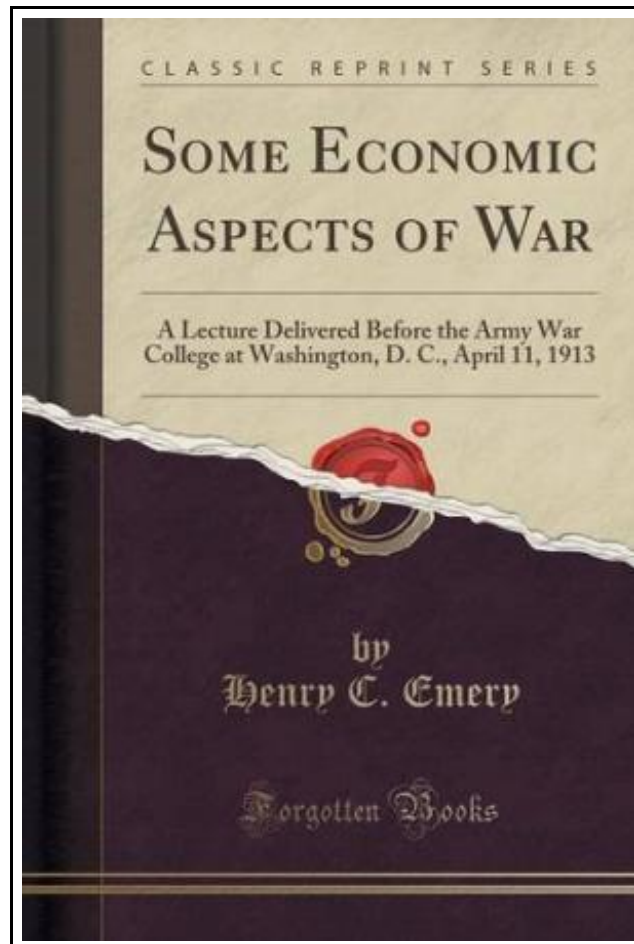 CLASSIC REPRINT SERIES
SOME ECONOMIC
ASPECTS OF WAR
A Lecture Delivered Before the Army War
College at Washington, D. C., April 11, 1913
by
Henry C. Emery
Forgotten Books